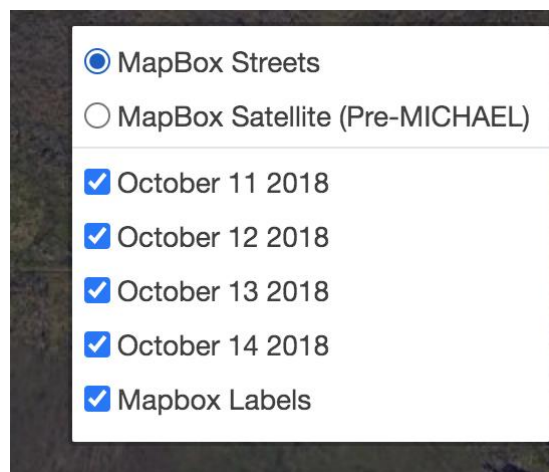 MapBox Streets
MapBox Satellite (Pre-MICHAEL)
October 11 2018
October 12 2018
October 13 2018
October 14 2018
Mapbox Labels